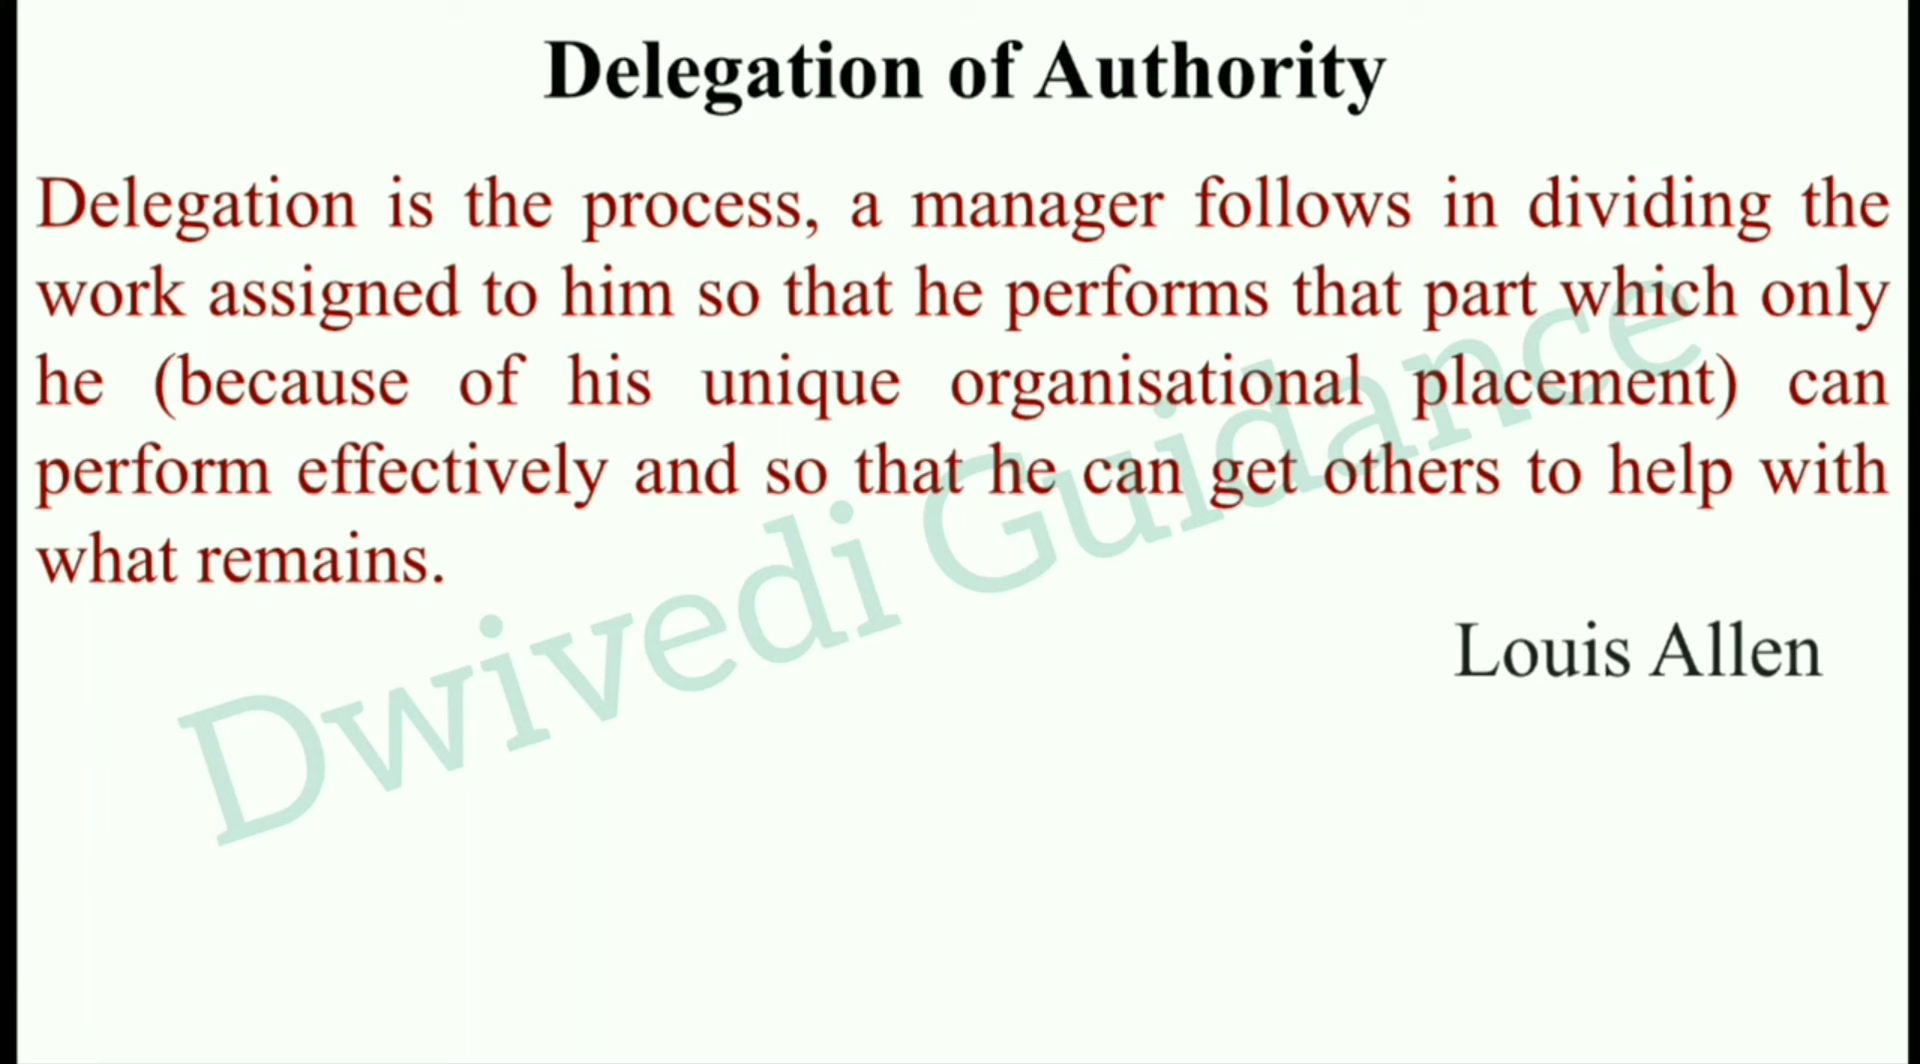 Delegation of Authority
Delegation is the process, a manager follows in dividing the
work assigned to him so that he performs that part which only
he (because of his unique organisational placement) can
perform effectively and so that he can get others to help with
what remains.
Louis Allen
Dwivedi Guidance